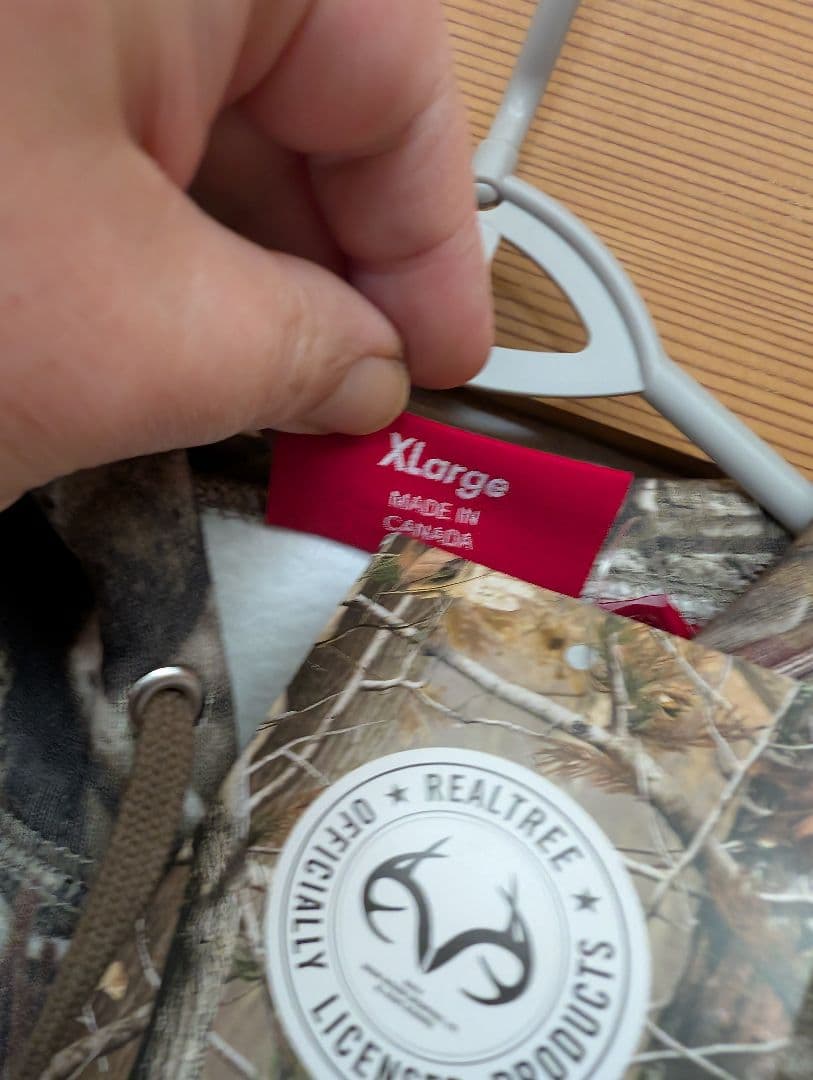 XLarge
MADE IN
CANADA
★ REALTREE ★
OFFICIALLY LICENSED PRODUCTS